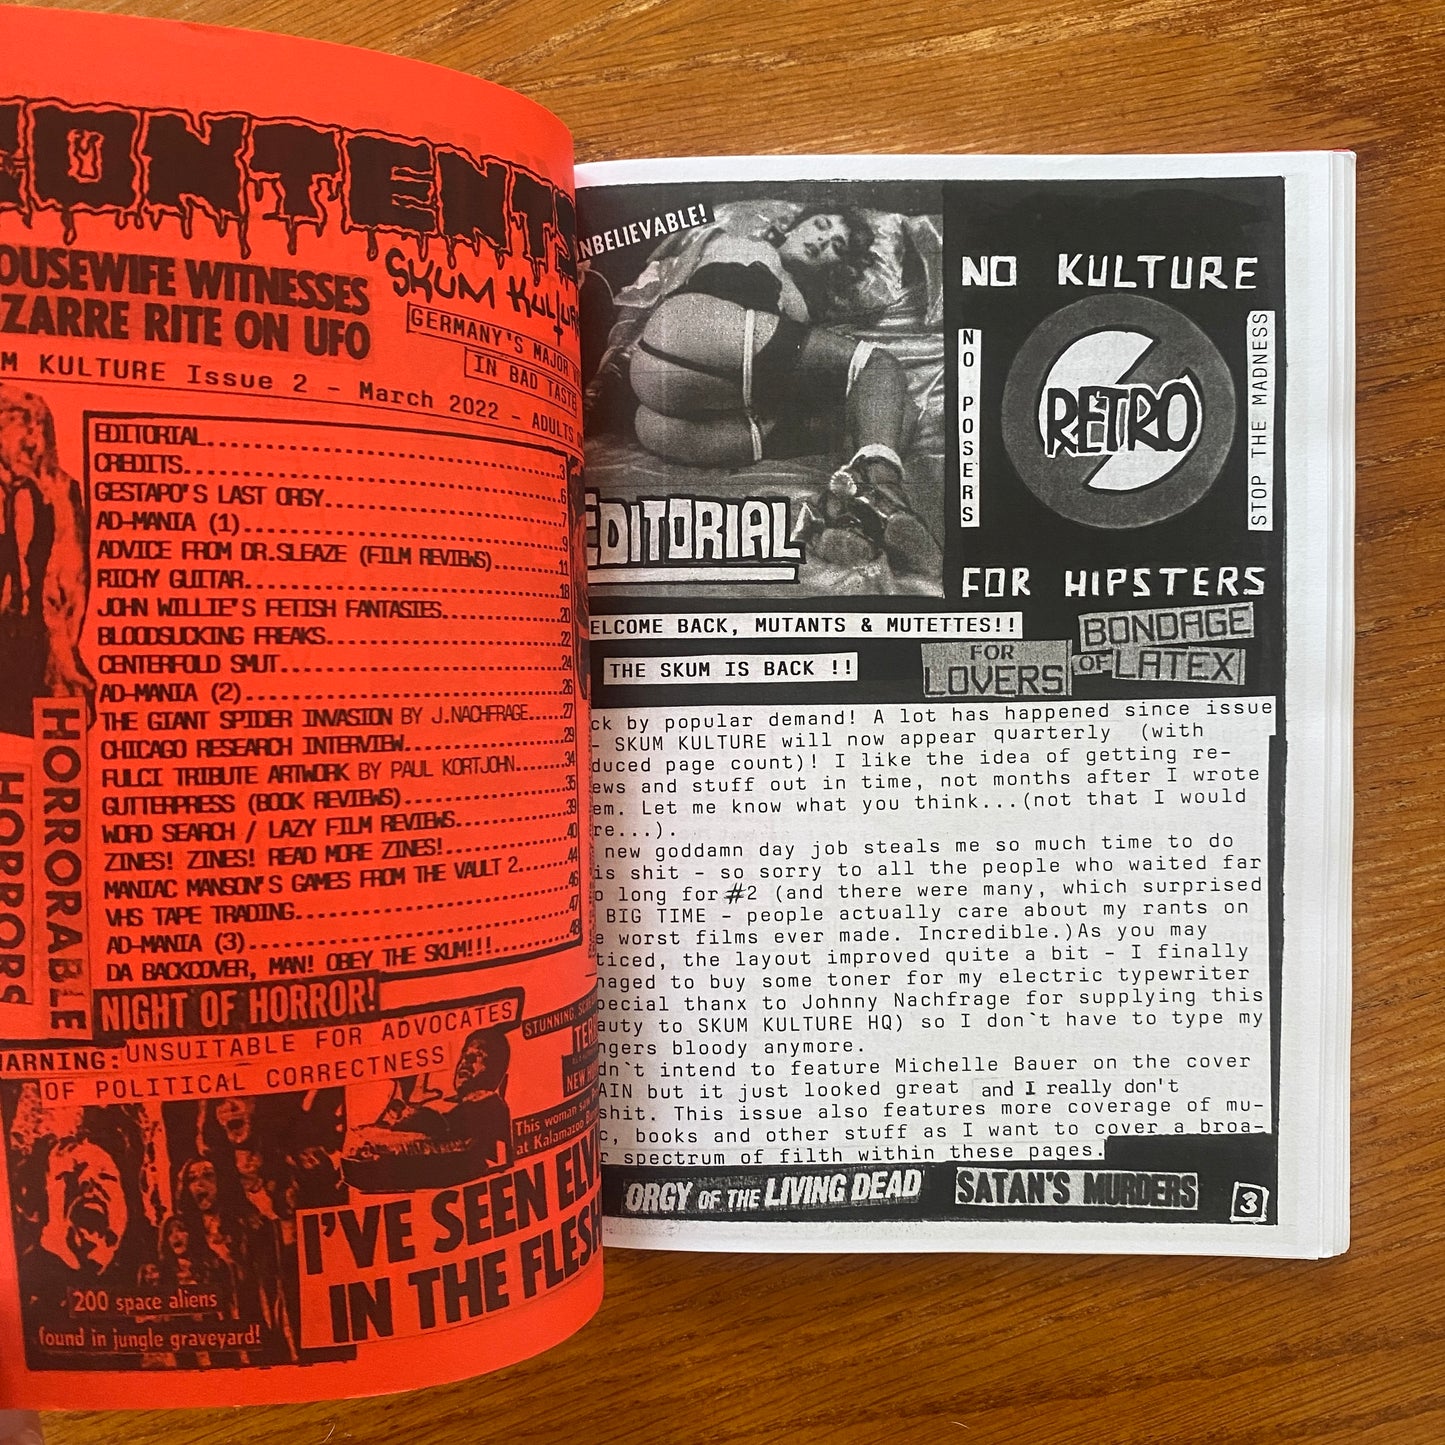 CONTENTS
OUSEWIFE WITNESSES
ZARRE RITE ON UFO
SKUM KULTURE
GERMANY'S MAJOR
IN BAD TASTE
M KULTURE Issue 2 - March 2022 - ADULTS
EDITORIAL....................3
CREDITS....................6
GESTAPO'S LAST ORGY....................7
AD-MANIA (1)....................9
ADVICE FROM DR.SLEAZE (FILM REVIEWS)....................11
RICHY GUITAR....................18
JOHN WILLIE'S FETISH FANTASIES....................20
BLOODSUCKING FREAKS....................22
CENTERFOLD SMUT....................24
AD-MANIA (2)....................26
THE GIANT SPIDER INVASION BY J.NACHFRAGE.....27
CHICAGO RESEARCH INTERVIEW....................29
FULCI TRIBUTE ARTWORK BY PAUL KORTJOHN.....34
GUTTERPRESS (BOOK REVIEWS)....................35
WORD SEARCH / LAZY FILM REVIEWS....................39
ZINES! ZINES! READ MORE ZINES!....................40
MANIAC MANSON'S GAMES FROM THE VAULT 2.....44
VHS TAPE TRADING....................46
AD-MANIA (3)....................47
DA BACKCOVER, MAN! OBEY THE SKUM!!!..........48
HORRORABLE
HORRORS
NIGHT OF HORROR!
WARNING: UNSUITABLE FOR ADVOCATES
OF POLITICAL CORRECTNESS
STUNNING
This woman saw
at Kalamazoo
I'VE SEEN
IN THE FLESH
200 space aliens
found in jungle graveyard!
UNBELIEVABLE!
EDITORIAL
NO KULTURE
NO POSERS
RETRO
STOP THE MADNESS
FOR HIPSTERS
ELCOME BACK, MUTANTS & MUTETTES!!
THE SKUM IS BACK !!
FOR
LOVERS
OF
BONDAGE
LATEX
ck by popular demand! A lot has happened since issue
- SKUM KULTURE will now appear quarterly (with
duced page count)! I like the idea of getting re-
ews and stuff out in time, not months after I wrote
em. Let me know what you think...(not that I would
re...).
new goddamn day job steals me so much time to do
is shit - so sorry to all the people who waited far
o long for #2 (and there were many, which surprised
BIG TIME - people actually care about my rants on
e worst films ever made. Incredible.)As you may
ticed, the layout improved quite a bit - I finally
naged to buy some toner for my electric typewriter
pecial thanx to Johnny Nachfrage for supplying this
auty to SKUM KULTURE HQ) so I don`t have to type my
ngers bloody anymore.
dn`t intend to feature Michelle Bauer on the cover
AIN but it just looked great and I really don't
shit. This issue also features more coverage of mu-
c, books and other stuff as I want to cover a broa-
r spectrum of filth within these pages.
ORGY OF THE LIVING DEAD
SATAN'S MURDERS
3